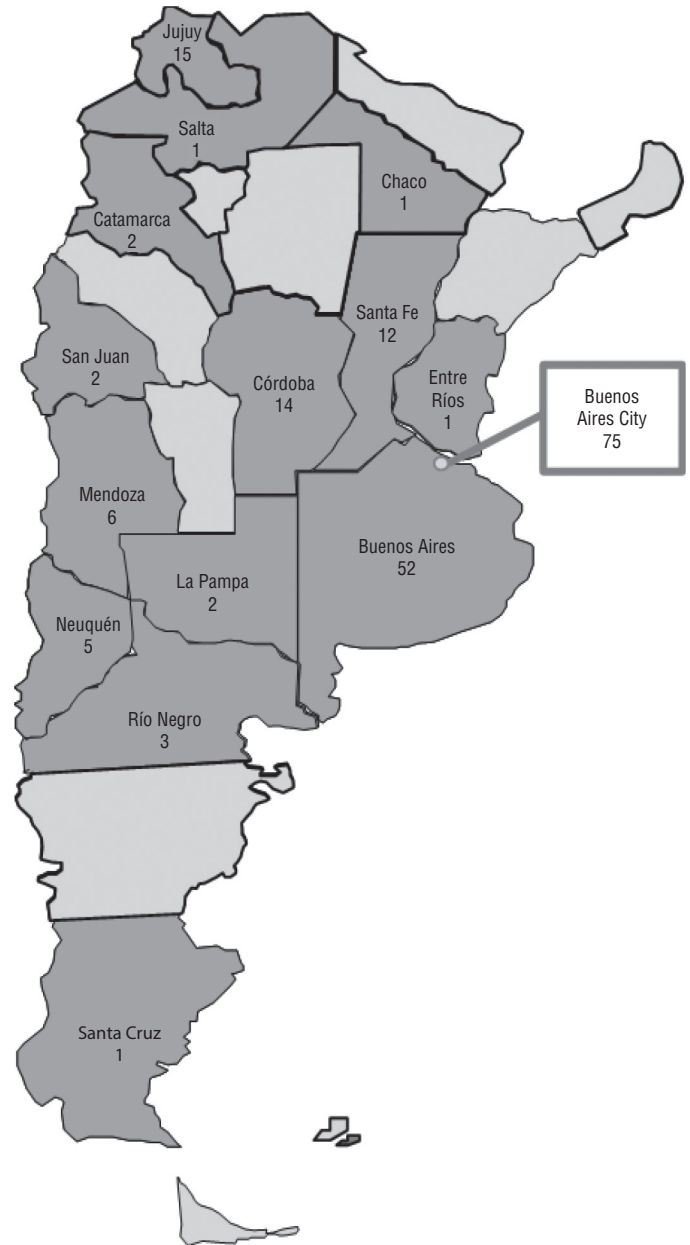 Jujuy
15
Salta
1
Chaco
1
Catamarca
2
Santa Fe
12
San Juan
2
Córdoba
14
Entre
Ríos
1
Buenos
Aires City
75
Mendoza
6
Buenos Aires
52
La Pampa
2
Neuquén
5
Río Negro
3
Santa Cruz
1